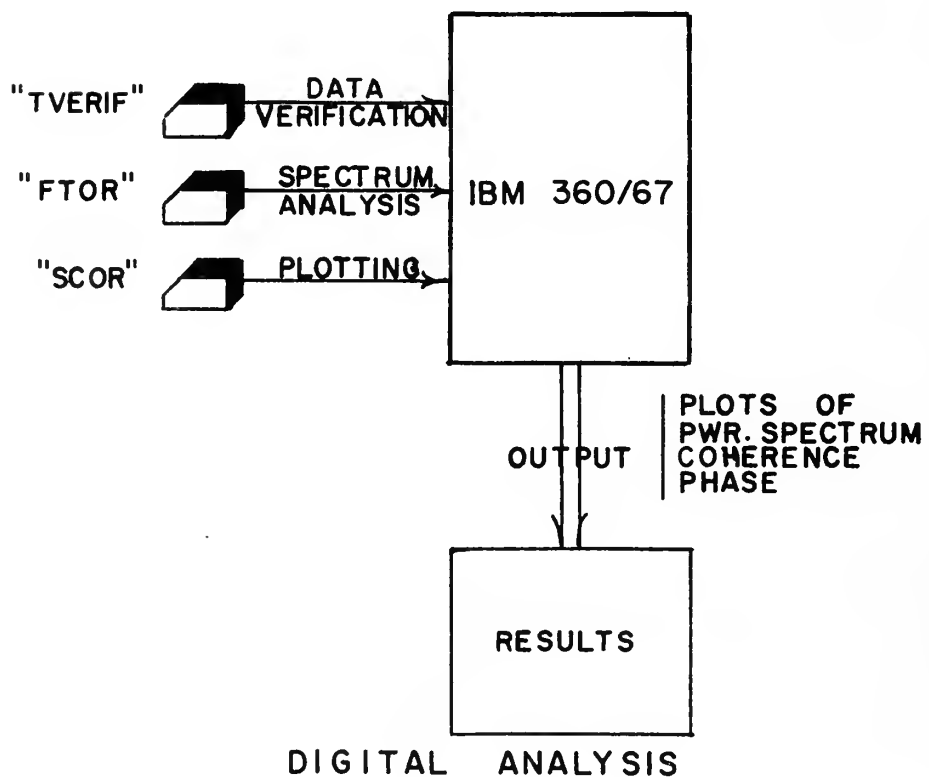 "TVERIF"
DATA
VERIFICATION
"FTOR"
SPECTRUM
ANALYSIS
IBM 360/67
"SCOR"
PLOTTING
OUTPUT
PLOTS OF
PWR. SPECTRUM
COHERENCE
PHASE
RESULTS
DIGITAL ANALYSIS